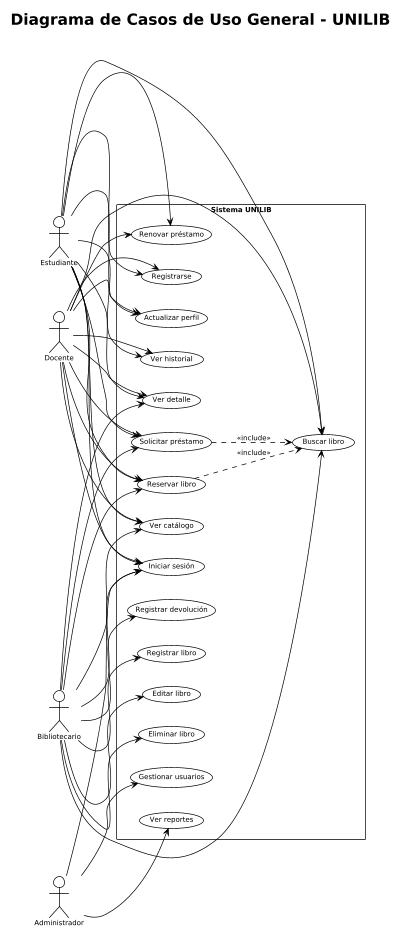 Diagrama de Casos de Uso General - UNILIB
Sistema UNILIB
Renovar préstamo
Estudiante
Registrarse
Actualizar perfil
Docente
Ver historial
Ver detalle
Solicitar préstamo
«include»
Buscar libro
«include»
Reservar libro
Ver catálogo
Iniciar sesión
Registrar devolución
Registrar libro
Editar libro
Bibliotecario
Eliminar libro
Gestionar usuarios
Ver reportes
Administrador